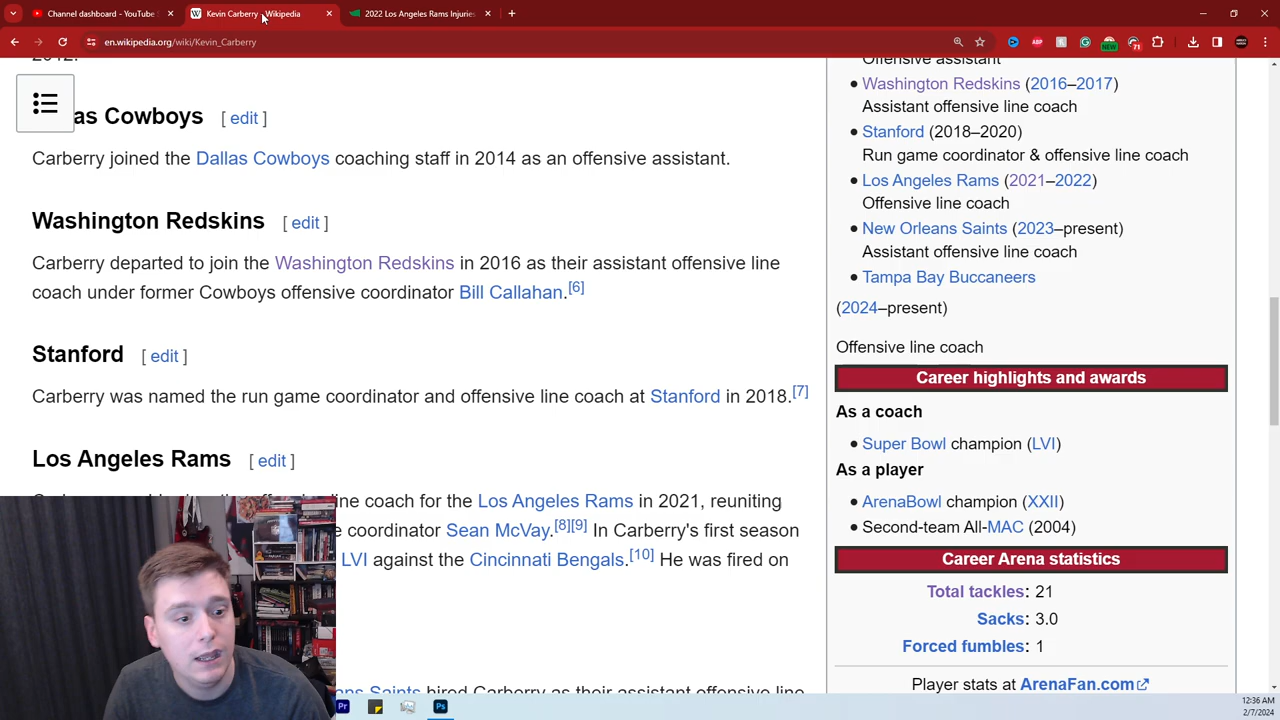 Channel dashboard - YouTube
Kevin Carberry - Wikipedia
2022 Los Angeles Rams Injuries
en.wikipedia.org/wiki/Kevin_Carberry
ABP
NEW
71
2012.
as Cowboys [ edit ]
Carberry joined the Dallas Cowboys coaching staff in 2014 as an offensive assistant.
Washington Redskins [ edit ]
Carberry departed to join the Washington Redskins in 2016 as their assistant offensive line
coach under former Cowboys offensive coordinator Bill Callahan.[6]
Stanford [ edit ]
Carberry was named the run game coordinator and offensive line coach at Stanford in 2018.[7]
Los Angeles Rams [ edit ]
line coach for the Los Angeles Rams in 2021, reuniting
coordinator Sean McVay.[8][9] In Carberry's first season
LVI against the Cincinnati Bengals.[10] He was fired on
ans Saints hired Carberry as their assistant offensive line
Offensive assistant
• Washington Redskins (2016–2017)
Assistant offensive line coach
• Stanford (2018–2020)
Run game coordinator & offensive line coach
• Los Angeles Rams (2021–2022)
Offensive line coach
• New Orleans Saints (2023–present)
Assistant offensive line coach
• Tampa Bay Buccaneers
(2024–present)
Offensive line coach
Career highlights and awards
As a coach
• Super Bowl champion (LVI)
As a player
• ArenaBowl champion (XXII)
• Second-team All-MAC (2004)
Career Arena statistics
Total tackles: 21
Sacks: 3.0
Forced fumbles: 1
Player stats at ArenaFan.com
Pr
Ps
12:36 AM
2/7/2024